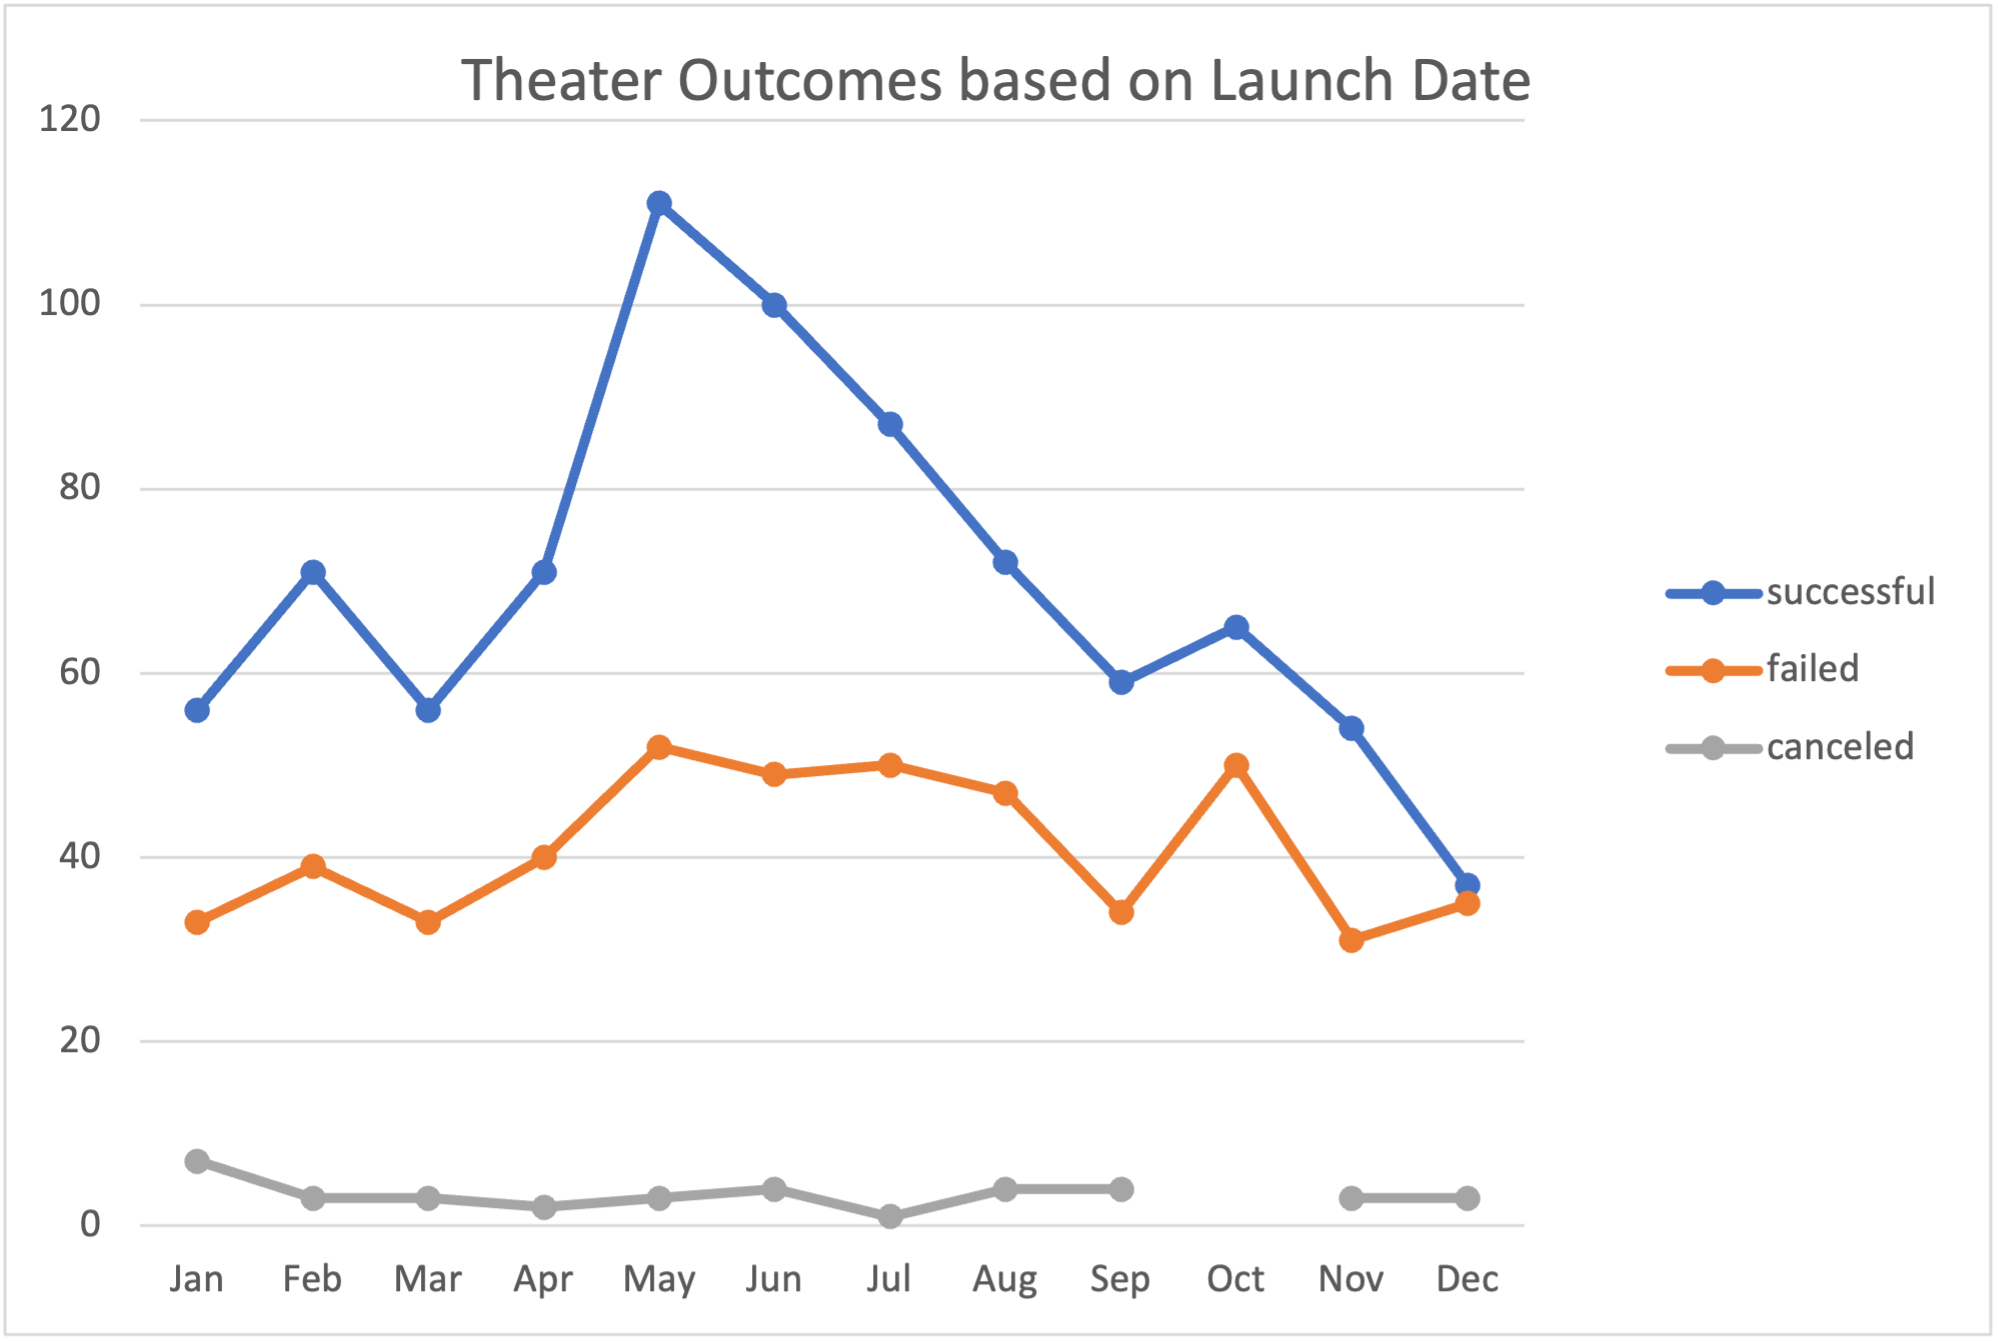 Theater Outcomes based on Launch Date
120
100
80
60
40
20
0
Jan Feb Mar Apr May Jun Jul Aug Sep Oct Nov Dec
successful
failed
canceled